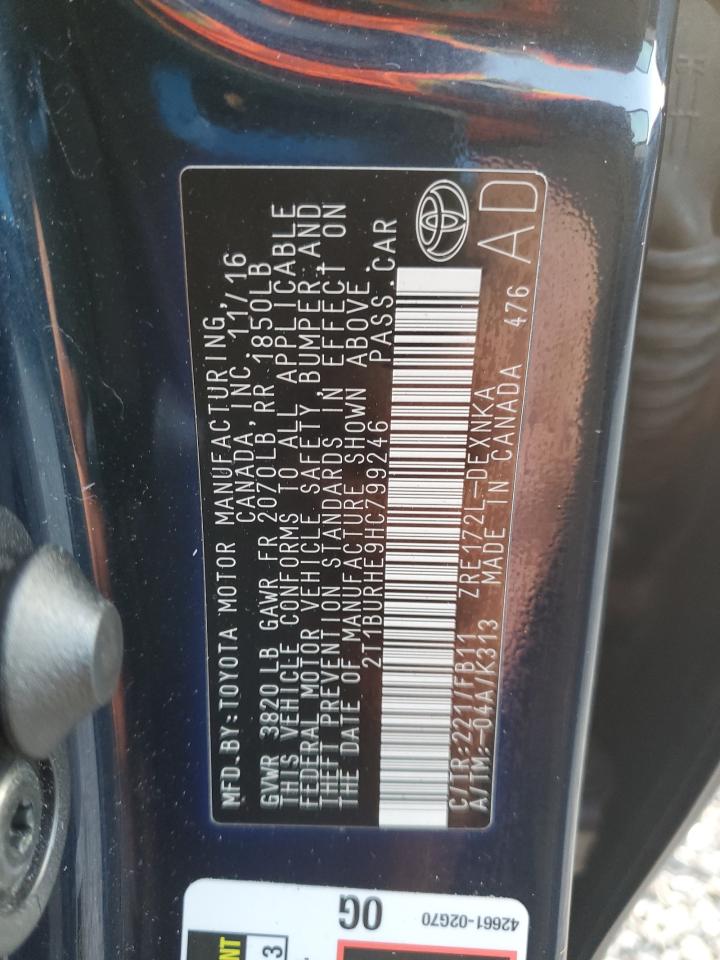 MFD.BY:TOYOTA MOTOR MANUFACTURING,
CANADA,INC. 11/16
GVWR 3820 LB GAWR FR 2070LB,RR 1850LB
THIS VEHICLE CONFORMS TO ALL APPLICABLE
FEDERAL MOTOR VEHICLE SAFETY, BUMPER,AND
THEFT PREVENTION STANDARDS IN EFFECT ON
THE DATE OF MANUFACTURE SHOWN ABOVE.
2T1BURHE9HC799246 PASS.CAR
C/TR:221/FB11 ZRE172L-DEXNKA
A/TM:-04A/K313 MADE IN CANADA 476
AD
0G
42661-02G70
NT
3